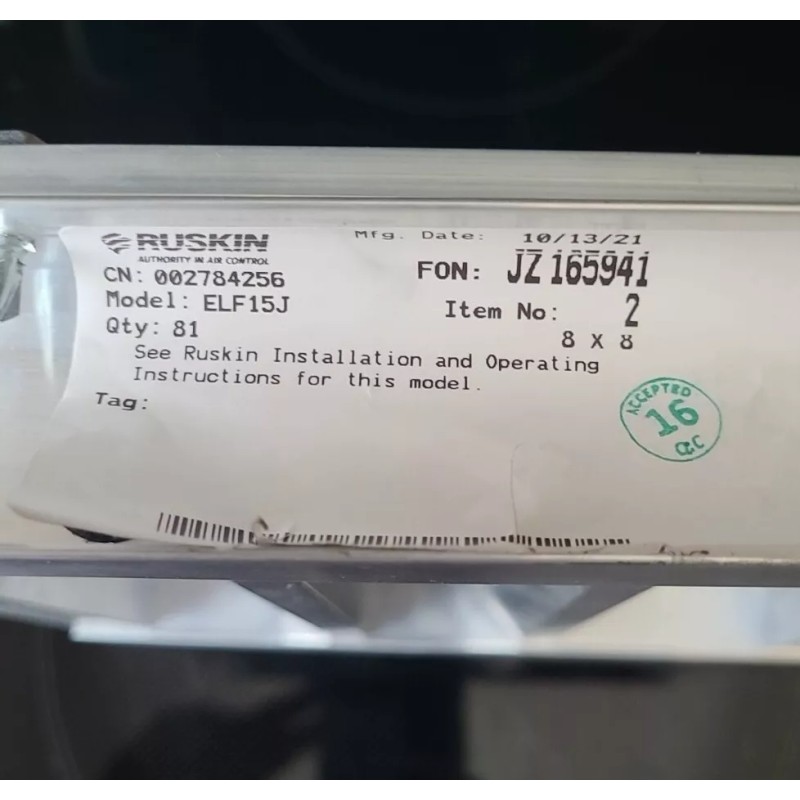 RUSKIN
AUTHORITY IN AIR CONTROL
Mfg. Date: 10/13/21
CN: 002784256
FON: JZ 165941
Model: ELF15J
Item No: 2
Qty: 81
8 X 8
See Ruskin Installation and Operating
Instructions for this model.
Tag:
ACCEPTED
16
QC